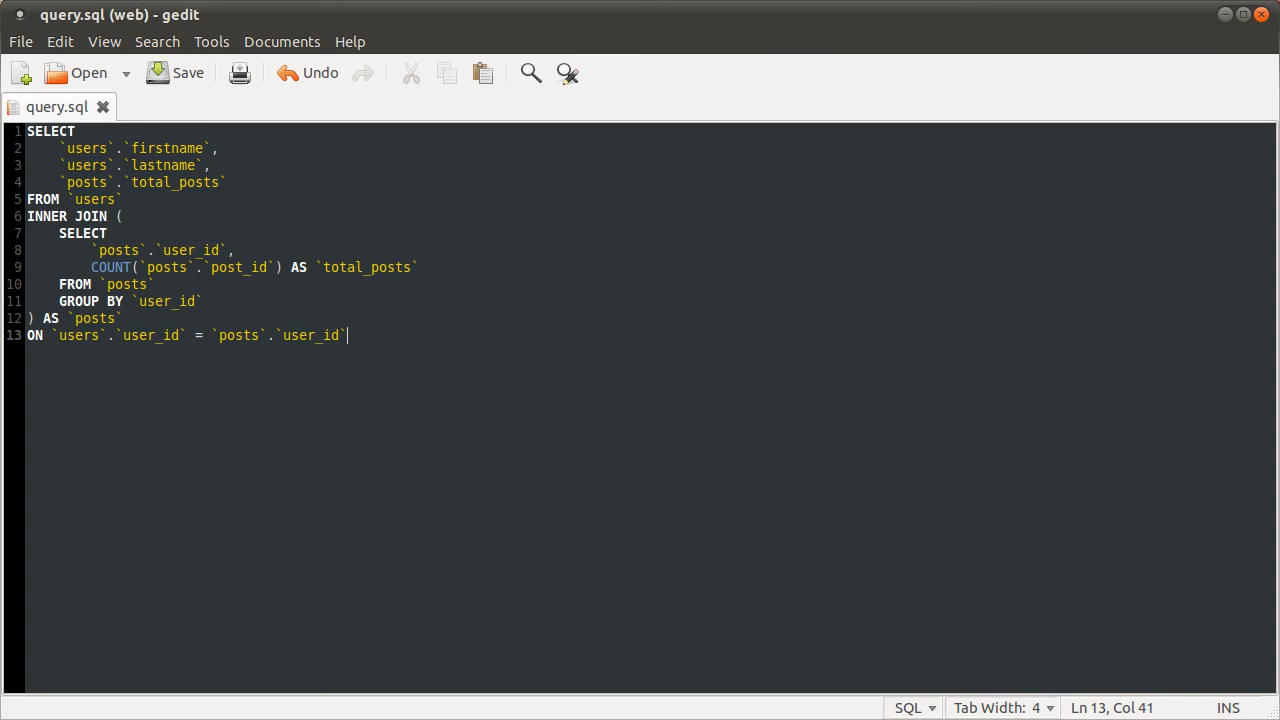 query.sql (web) - gedit
File Edit View Search Tools Documents Help
Open Save Undo
query.sql
1 SELECT
2     `users`.`firstname`,
3     `users`.`lastname`,
4     `posts`.`total_posts`
5 FROM `users`
6 INNER JOIN (
7     SELECT
8         `posts`.`user_id`,
9         COUNT(`posts`.`post_id`) AS `total_posts`
10     FROM `posts`
11     GROUP BY `user_id`
12 ) AS `posts`
13 ON `users`.`user_id` = `posts`.`user_id`
SQL Tab Width: 4 Ln 13, Col 41 INS